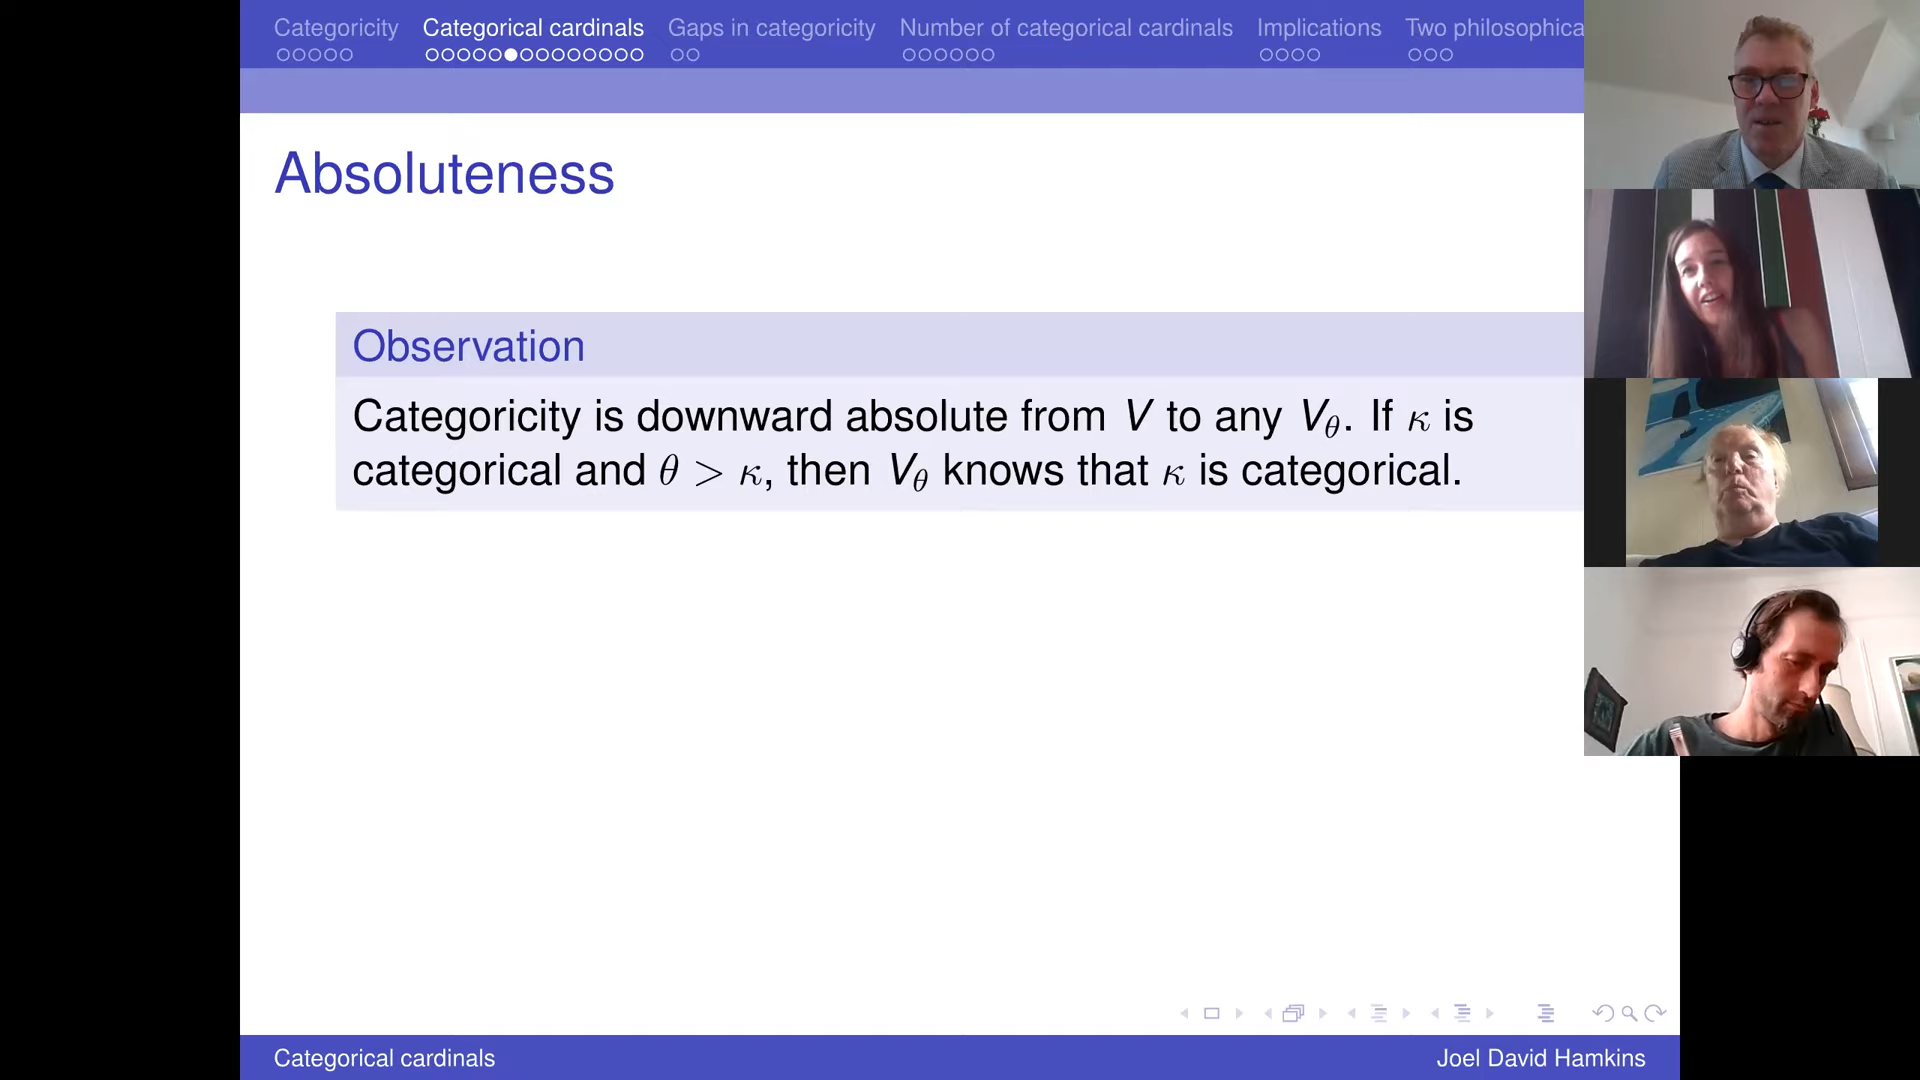 Categoricity Categorical cardinals Gaps in categoricity Number of categorical cardinals Implications Two philosophica
Absoluteness
Observation
Categoricity is downward absolute from V to any V_θ. If κ is
categorical and θ > κ, then V_θ knows that κ is categorical.
Categorical cardinals Joel David Hamkins